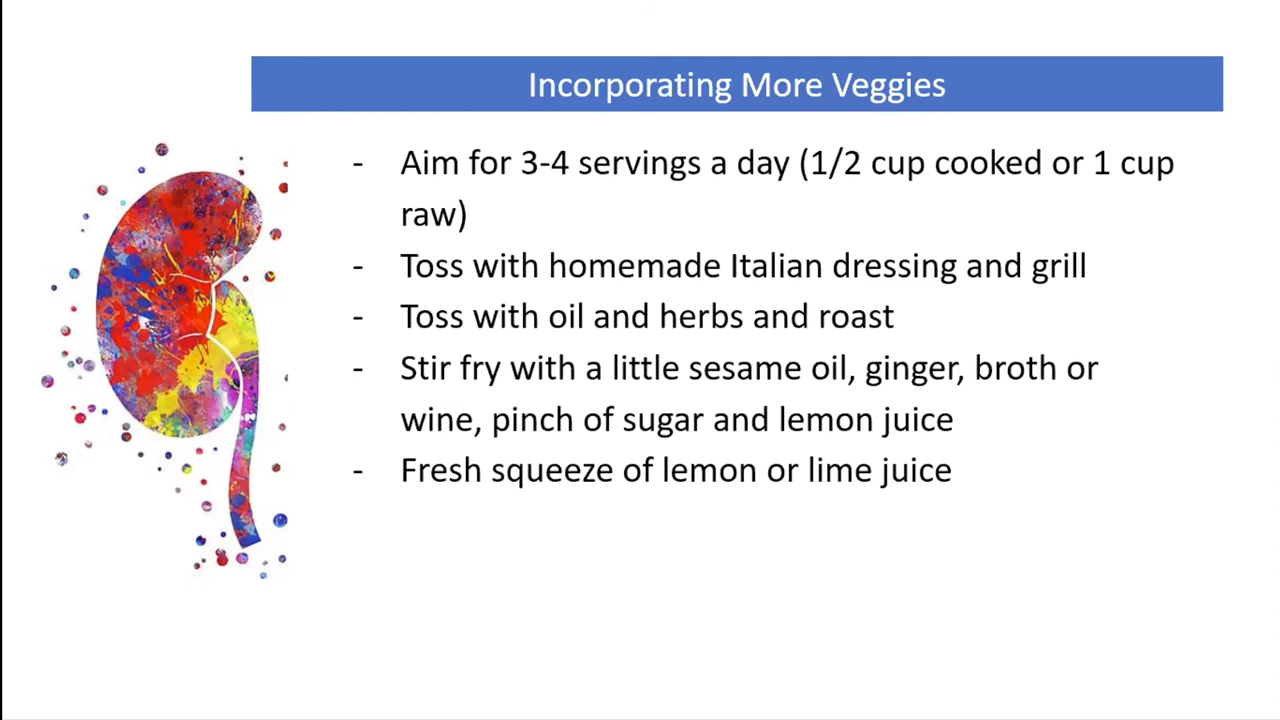 Incorporating More Veggies
- Aim for 3-4 servings a day (1/2 cup cooked or 1 cup
raw)
- Toss with homemade Italian dressing and grill
- Toss with oil and herbs and roast
- Stir fry with a little sesame oil, ginger, broth or
wine, pinch of sugar and lemon juice
- Fresh squeeze of lemon or lime juice